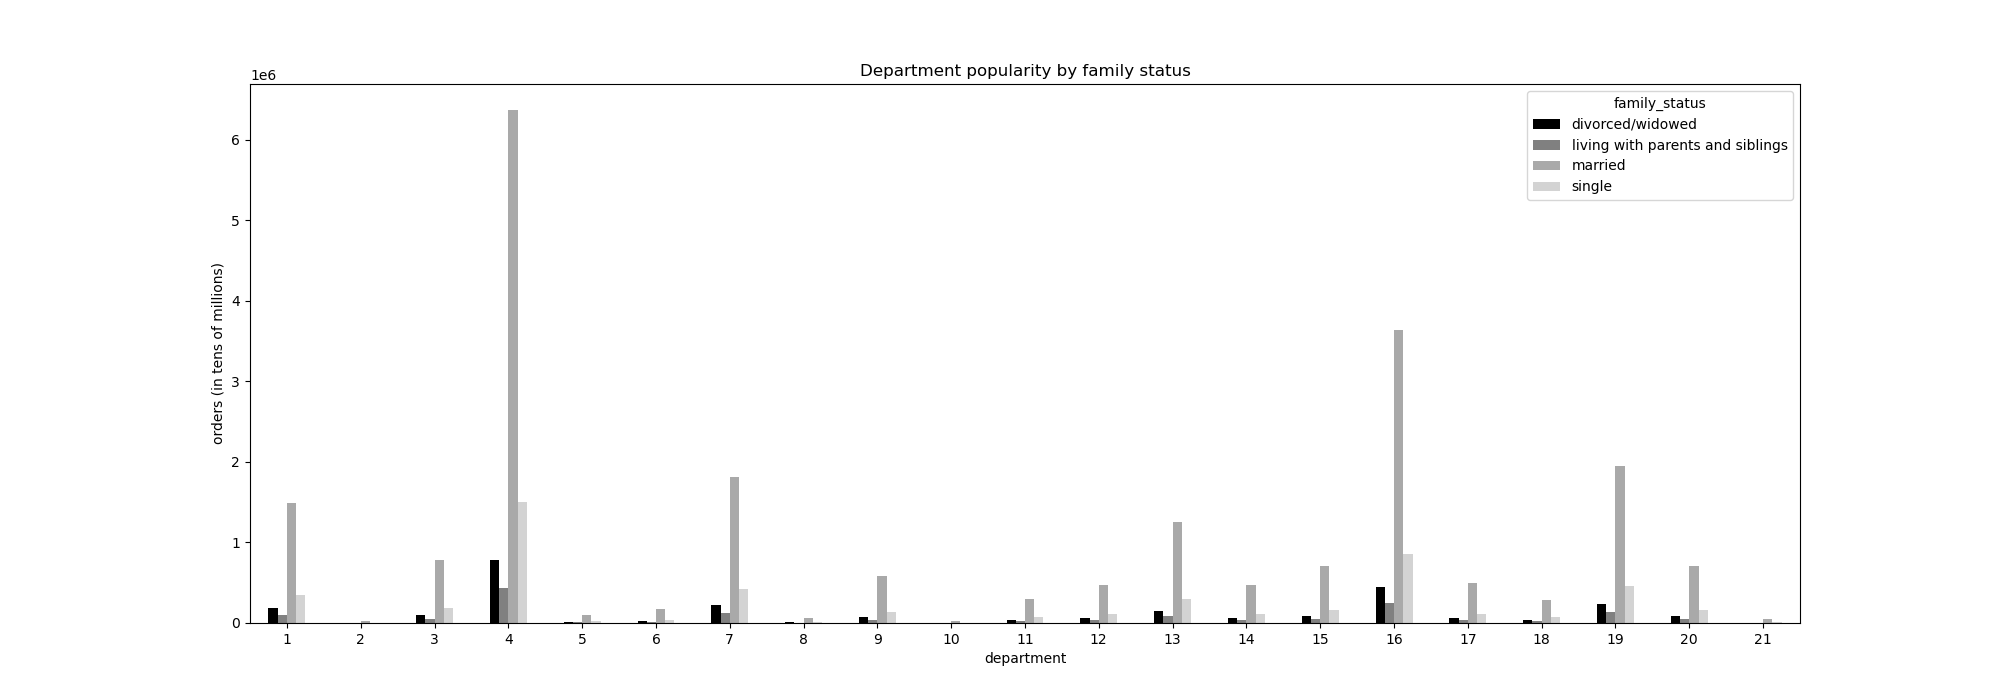 Department popularity by family status
1e6
family_status
divorced/widowed
living with parents and siblings
married
single
6
5
4
3
2
1
0
orders (in tens of millions)
1 2 3 4 5 6 7 8 9 10 11 12 13 14 15 16 17 18 19 20 21
department